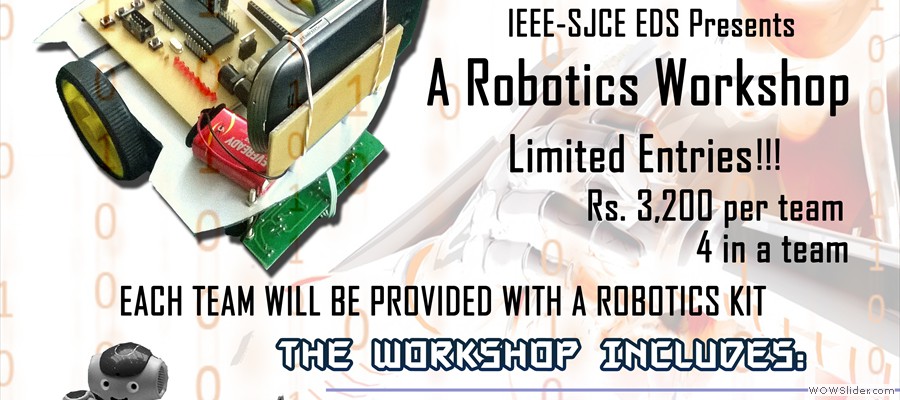 IEEE-SJCE EDS Presents
A Robotics Workshop
Limited Entries!!!
Rs. 3,200 per team
4 in a team
EVEREADY
EACH TEAM WILL BE PROVIDED WITH A ROBOTICS KIT
THE WORKSHOP INCLUDES:
WOWSlider.com